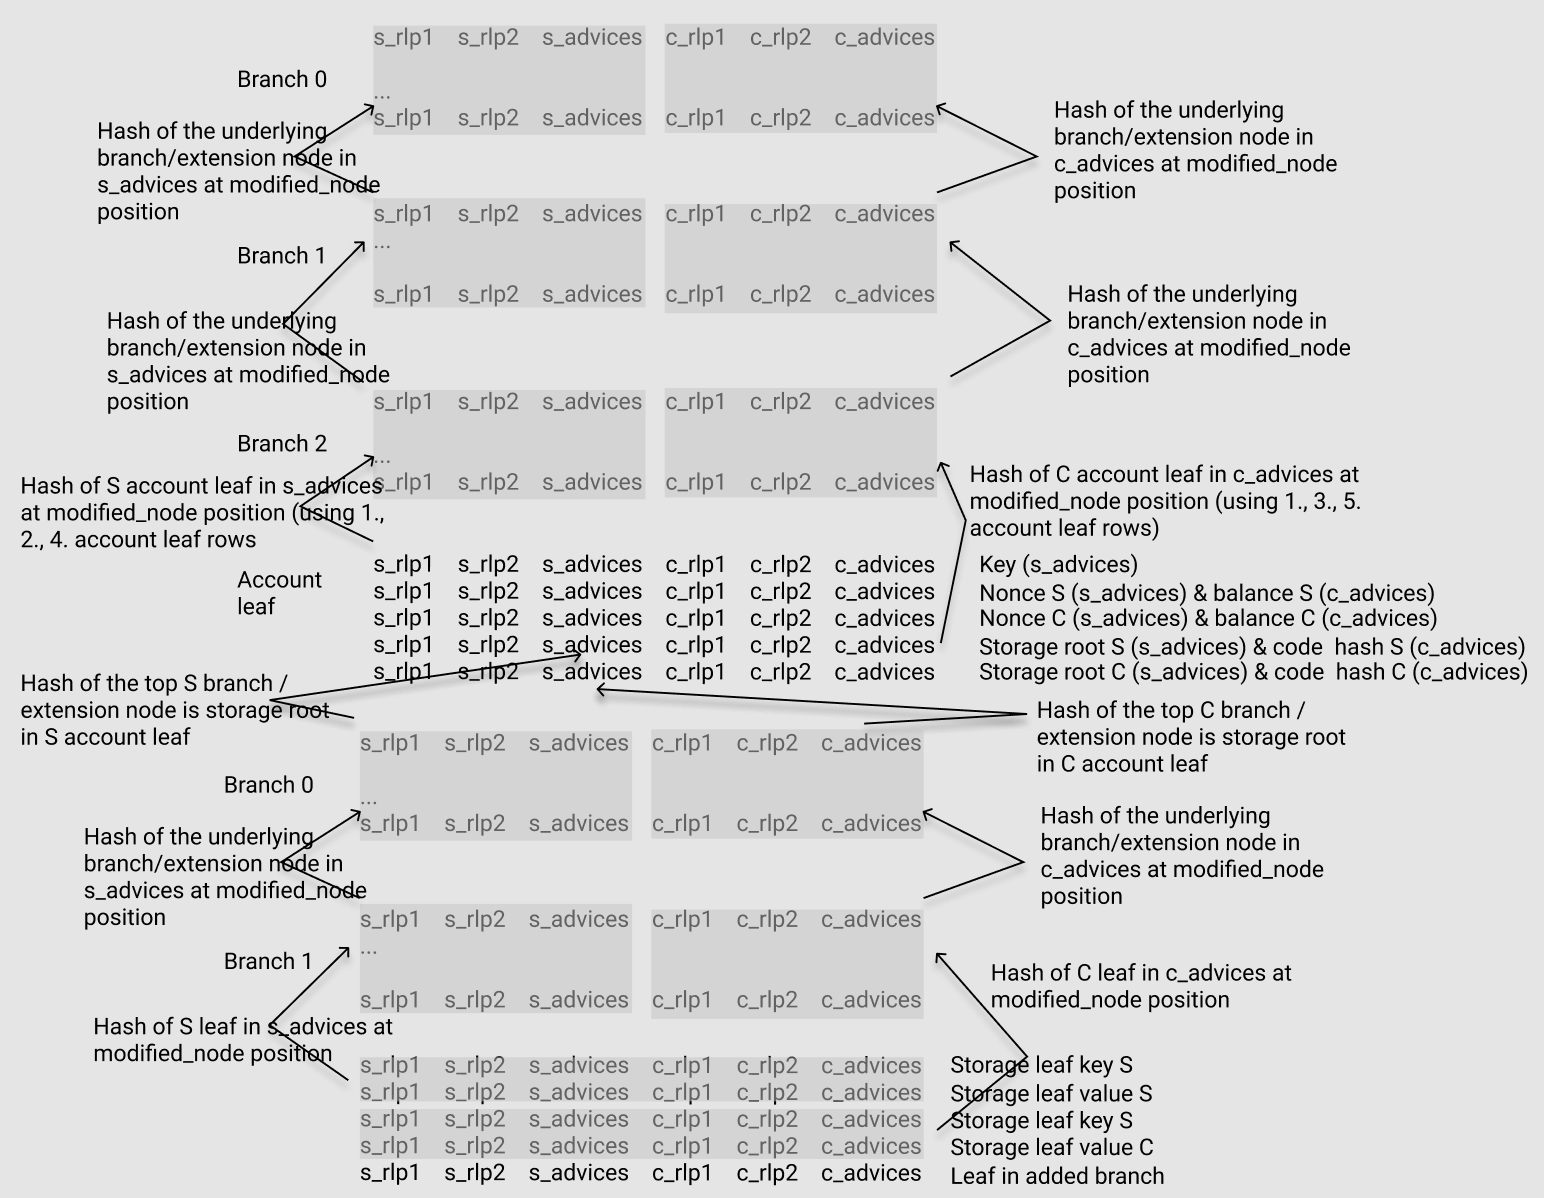 s_rlp1 s_rlp2 s_advices c_rlp1 c_rlp2 c_advices
Branch 0
...
s_rlp1 s_rlp2 s_advices c_rlp1 c_rlp2 c_advices
Hash of the underlying
branch/extension node in
s_advices at modified_node
position
Hash of the underlying
branch/extension node in
c_advices at modified_node
position
s_rlp1 s_rlp2 s_advices c_rlp1 c_rlp2 c_advices
...
Branch 1
s_rlp1 s_rlp2 s_advices c_rlp1 c_rlp2 c_advices
Hash of the underlying
branch/extension node in
s_advices at modified_node
position
Hash of the underlying
branch/extension node in
c_advices at modified_node
position
s_rlp1 s_rlp2 s_advices c_rlp1 c_rlp2 c_advices
Branch 2
...
s_rlp1 s_rlp2 s_advices c_rlp1 c_rlp2 c_advices
Hash of S account leaf in s_advices
at modified_node position (using 1.,
2., 4. account leaf rows
Hash of C account leaf in c_advices at
modified_node position (using 1., 3., 5.
account leaf rows)
Account
leaf
s_rlp1 s_rlp2 s_advices c_rlp1 c_rlp2 c_advices Key (s_advices)
s_rlp1 s_rlp2 s_advices c_rlp1 c_rlp2 c_advices Nonce S (s_advices) & balance S (c_advices)
s_rlp1 s_rlp2 s_advices c_rlp1 c_rlp2 c_advices Nonce C (s_advices) & balance C (c_advices)
s_rlp1 s_rlp2 s_advices c_rlp1 c_rlp2 c_advices Storage root S (s_advices) & code hash S (c_advices)
s_rlp1 s_rlp2 s_advices c_rlp1 c_rlp2 c_advices Storage root C (s_advices) & code hash C (c_advices)
Hash of the top S branch /
extension node is storage root
in S account leaf
Hash of the top C branch /
extension node is storage root
in C account leaf
s_rlp1 s_rlp2 s_advices c_rlp1 c_rlp2 c_advices
Branch 0
...
s_rlp1 s_rlp2 s_advices c_rlp1 c_rlp2 c_advices
Hash of the underlying
branch/extension node in
s_advices at modified_node
position
Hash of the underlying
branch/extension node in
c_advices at modified_node
position
s_rlp1 s_rlp2 s_advices c_rlp1 c_rlp2 c_advices
...
Branch 1
s_rlp1 s_rlp2 s_advices c_rlp1 c_rlp2 c_advices
Hash of C leaf in c_advices at
modified_node position
Hash of S leaf in s_advices at
modified_node position
s_rlp1 s_rlp2 s_advices c_rlp1 c_rlp2 c_advices Storage leaf key S
s_rlp1 s_rlp2 s_advices c_rlp1 c_rlp2 c_advices Storage leaf value S
s_rlp1 s_rlp2 s_advices c_rlp1 c_rlp2 c_advices Storage leaf key S
s_rlp1 s_rlp2 s_advices c_rlp1 c_rlp2 c_advices Storage leaf value C
s_rlp1 s_rlp2 s_advices c_rlp1 c_rlp2 c_advices Leaf in added branch